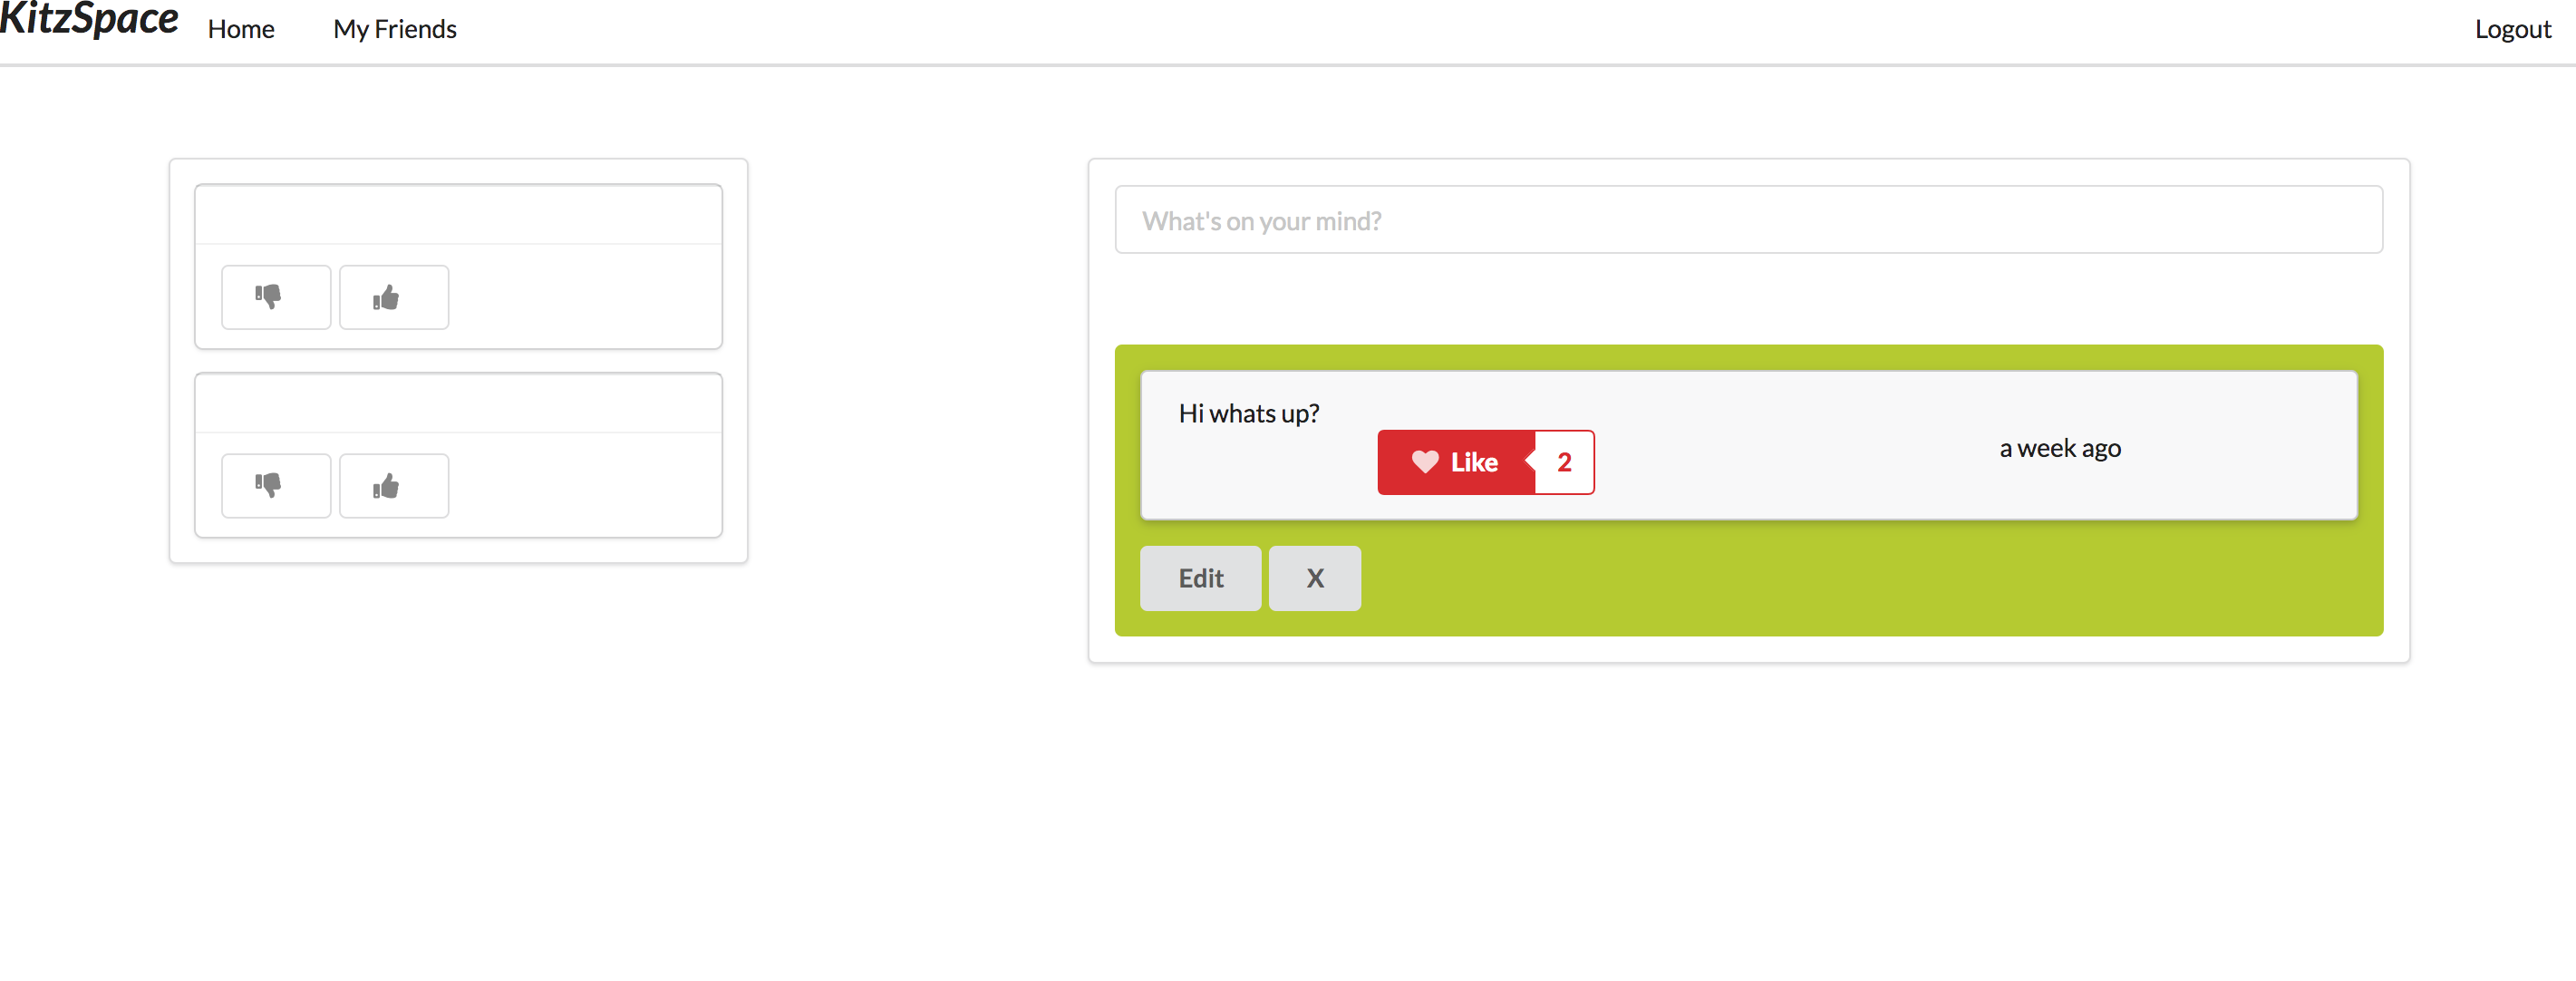 KitzSpace Home My Friends Logout
What's on your mind?
Hi whats up?
Like 2
a week ago
Edit X